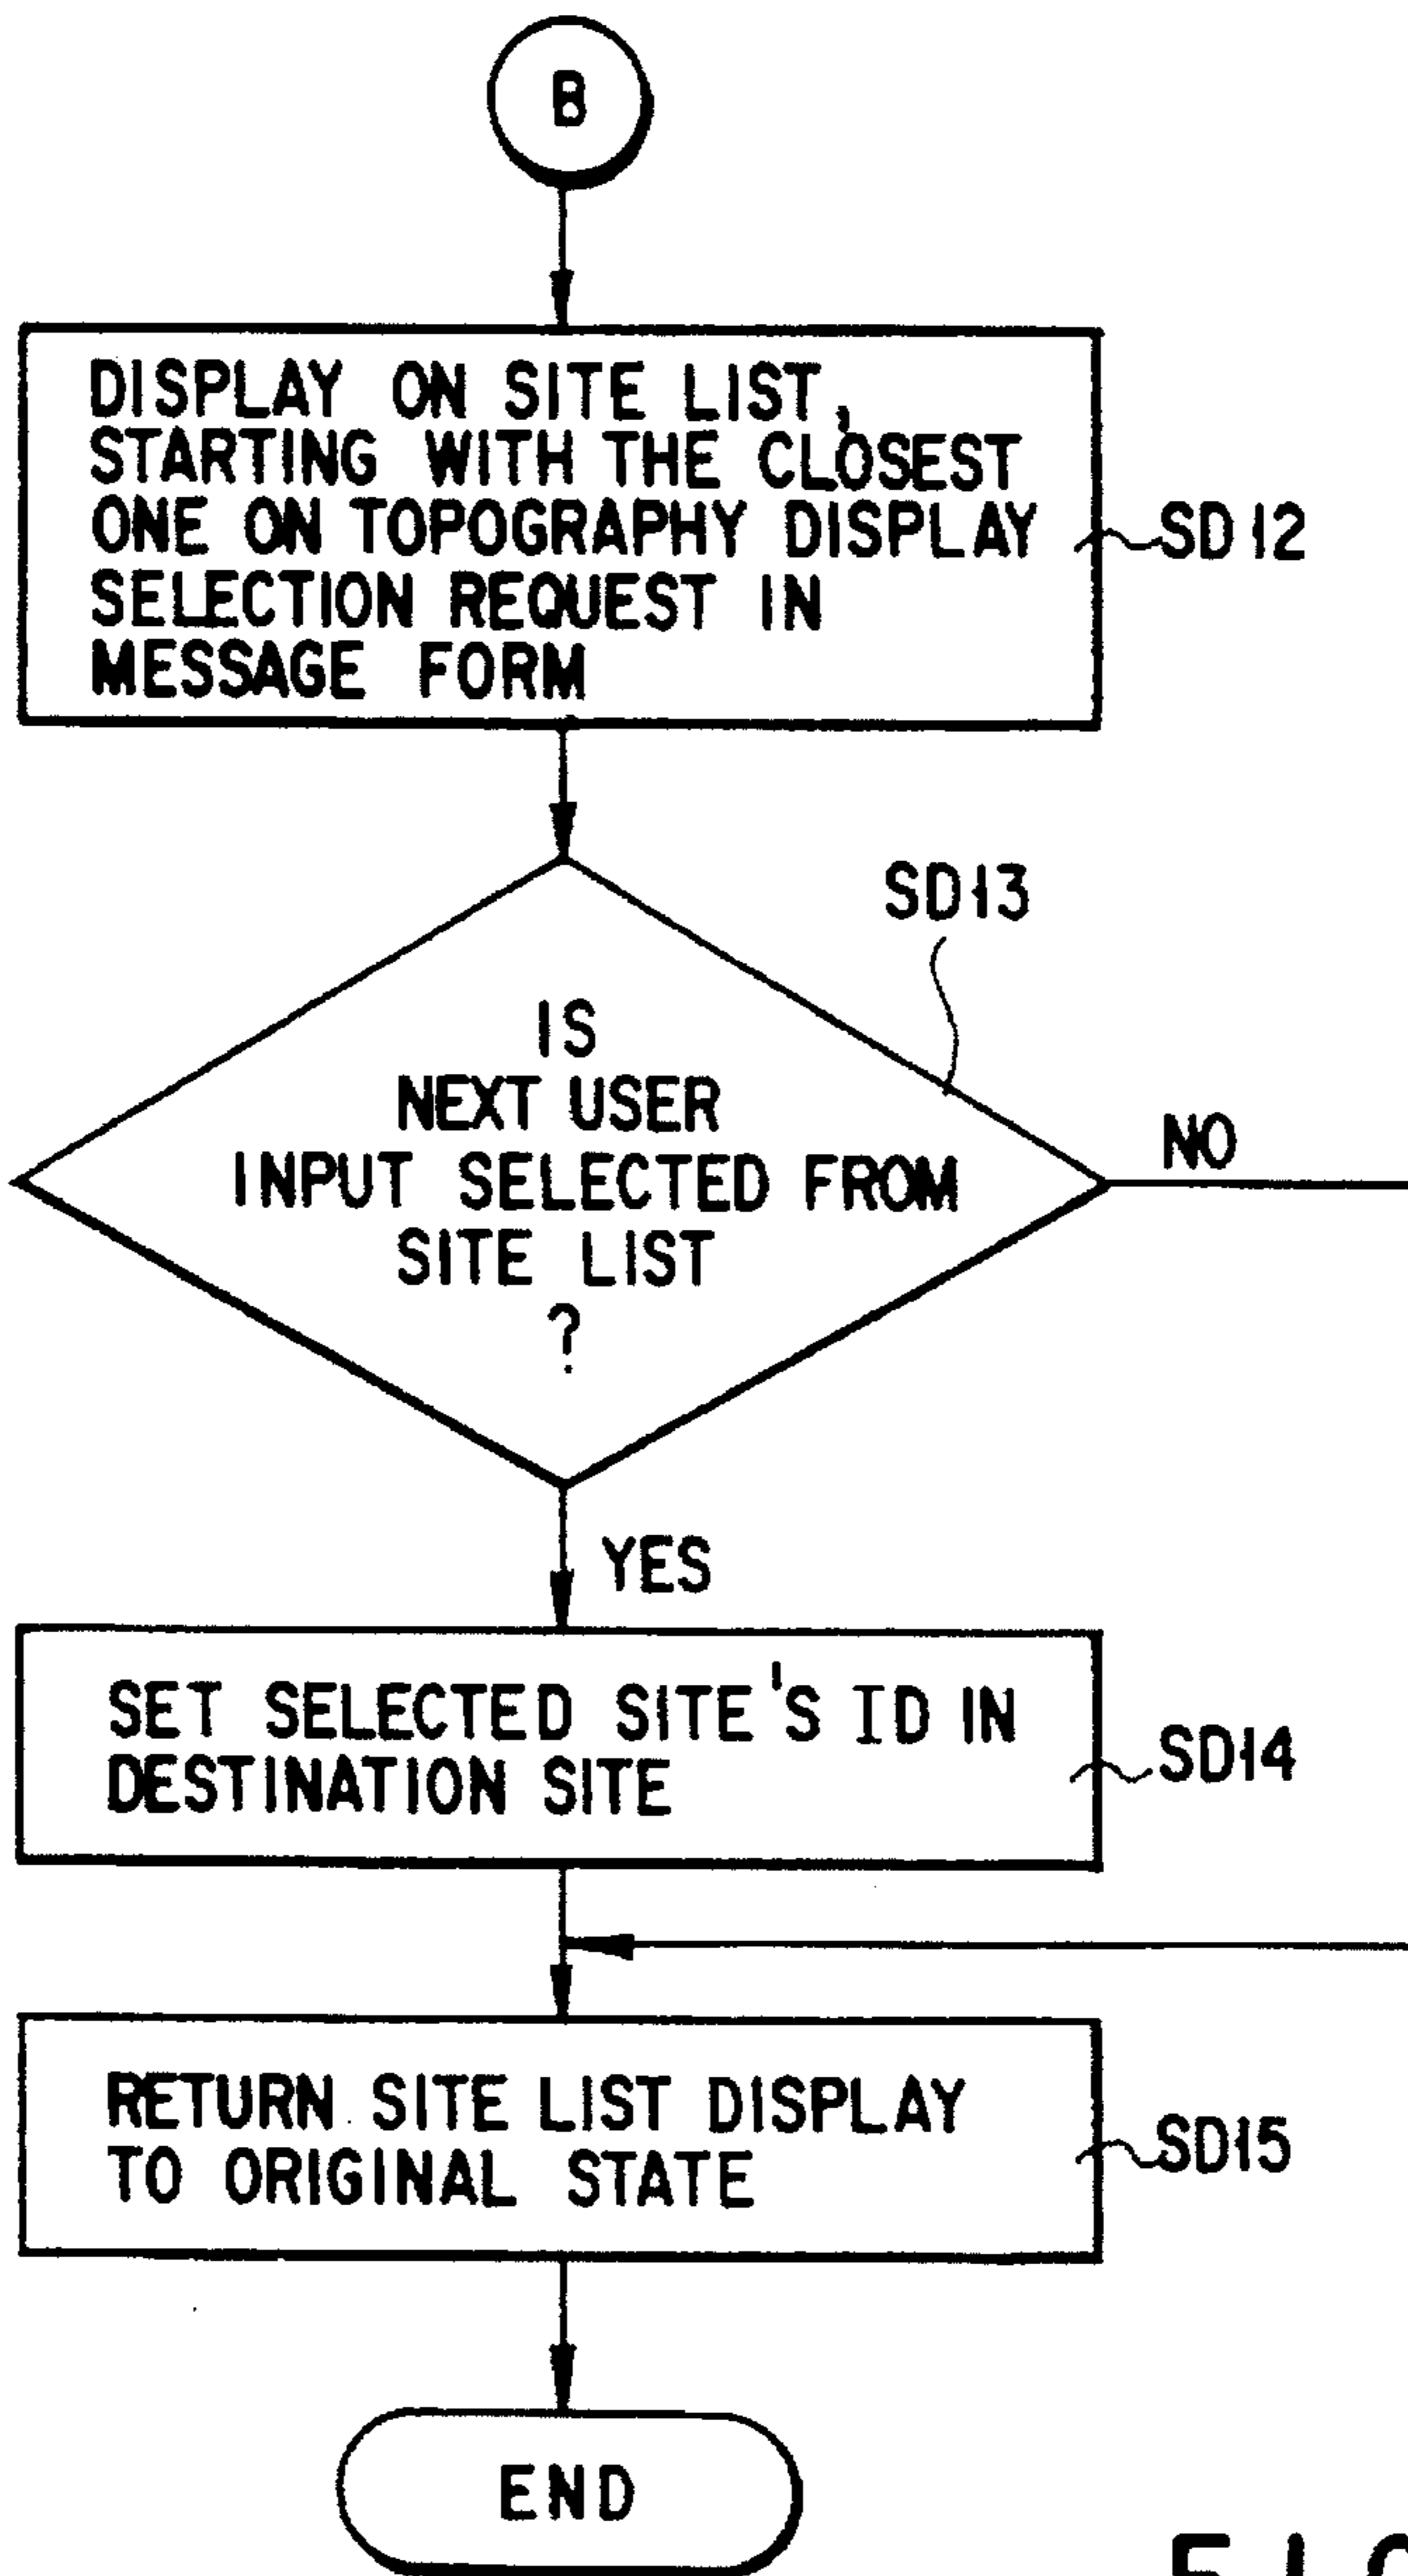 B
DISPLAY ON SITE LIST,
STARTING WITH THE CLOSEST
ONE ON TOPOGRAPHY DISPLAY
SELECTION REQUEST IN
MESSAGE FORM
SD12
SD13
IS
NEXT USER
INPUT SELECTED FROM
SITE LIST
?
NO
YES
SET SELECTED SITE'S ID IN
DESTINATION SITE
SD14
RETURN SITE LIST DISPLAY
TO ORIGINAL STATE
SD15
END